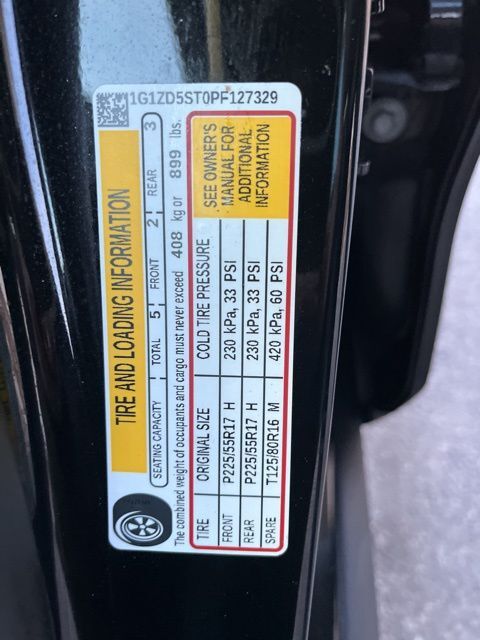 1G1ZD5ST0PF127329
TIRE AND LOADING INFORMATION
SEATING CAPACITY TOTAL 5 FRONT 2 REAR 3
The combined weight of occupants and cargo must never exceed 408 kg or 899 lbs.
TIRE ORIGINAL SIZE COLD TIRE PRESSURE
FRONT P225/55R17 H 230 kPa, 33 PSI
REAR P225/55R17 H 230 kPa, 33 PSI
SPARE T125/80R16 M 420 kPa, 60 PSI
SEE OWNER'S
MANUAL FOR
ADDITIONAL
INFORMATION